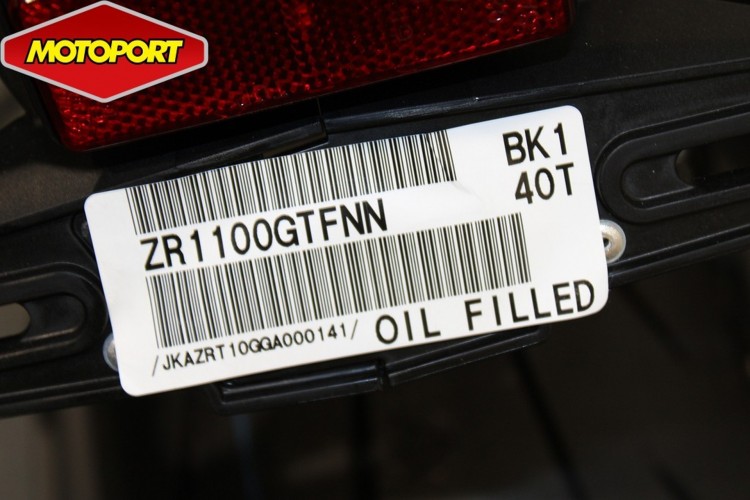 MOTOPORT
BK1
40T
ZR1100GTFNN
/JKAZRT10GGA000141/ OIL FILLED